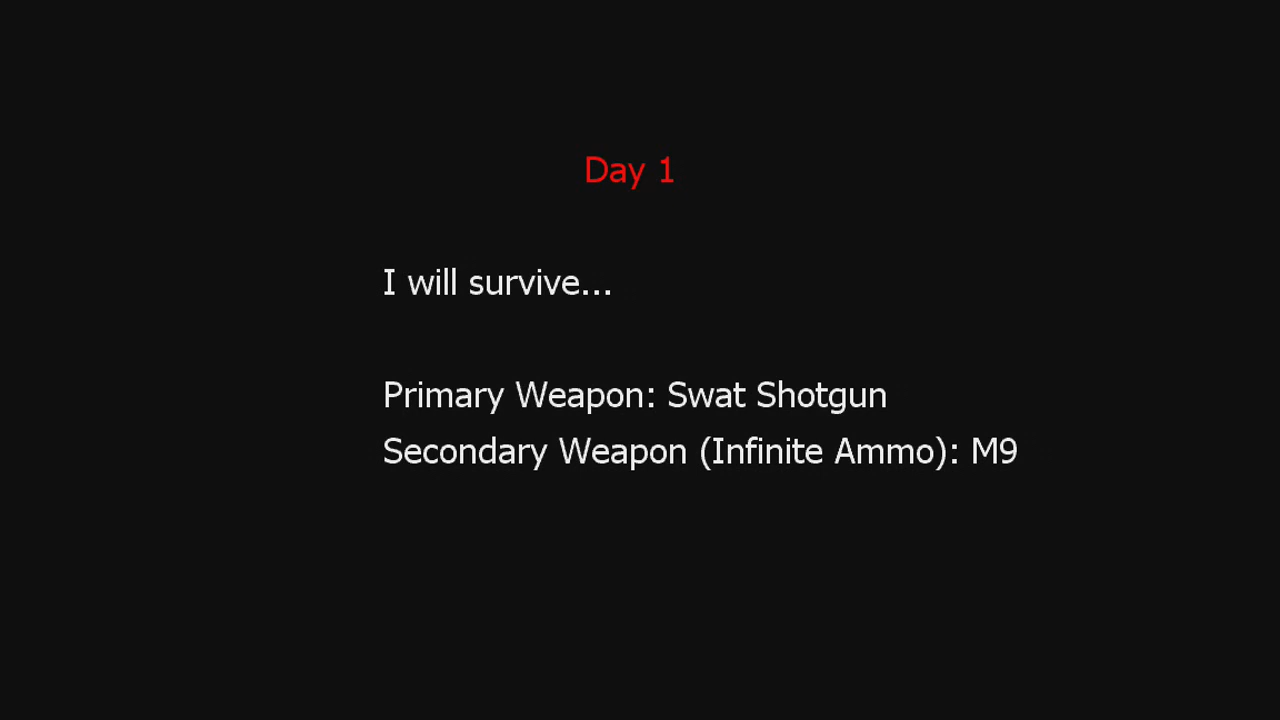 Day 1
I will survive...
Primary Weapon: Swat Shotgun
Secondary Weapon (Infinite Ammo): M9